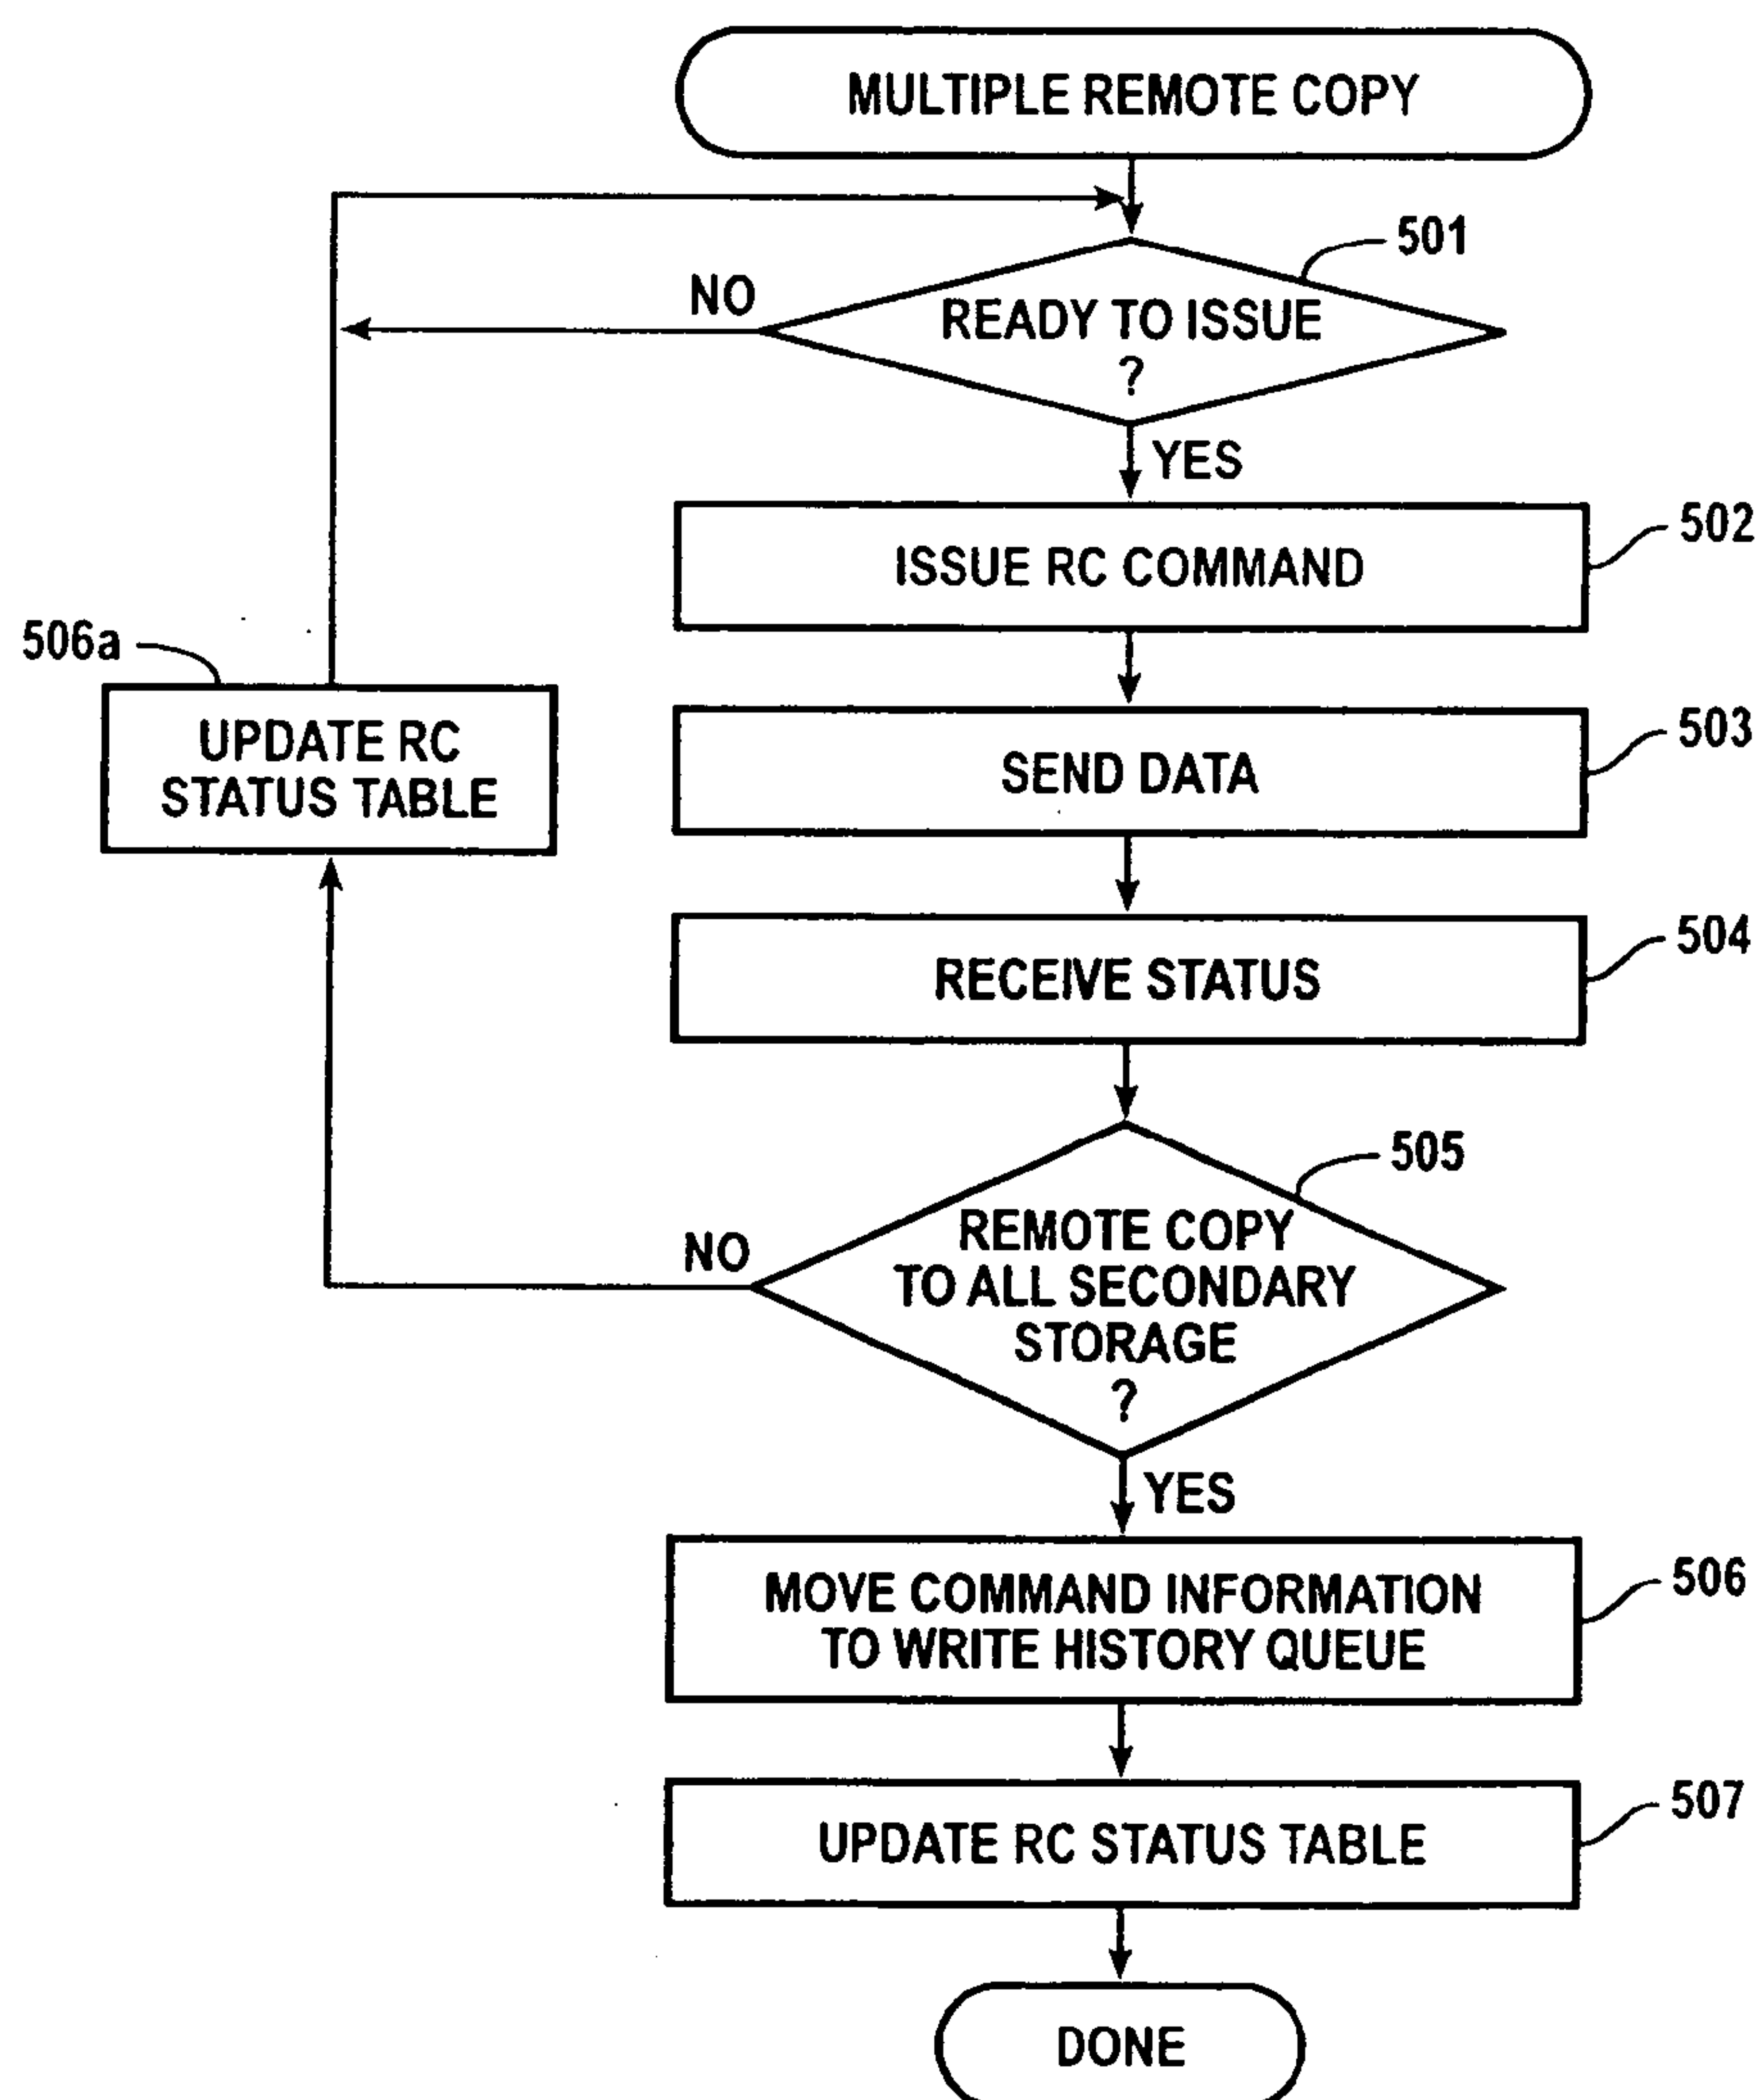 MULTIPLE REMOTE COPY
501
NO
READY TO ISSUE
?
YES
502
ISSUE RC COMMAND
506a
UPDATE RC
STATUS TABLE
503
SEND DATA
504
RECEIVE STATUS
505
NO
REMOTE COPY
TO ALL SECONDARY
STORAGE
?
YES
506
MOVE COMMAND INFORMATION
TO WRITE HISTORY QUEUE
507
UPDATE RC STATUS TABLE
DONE